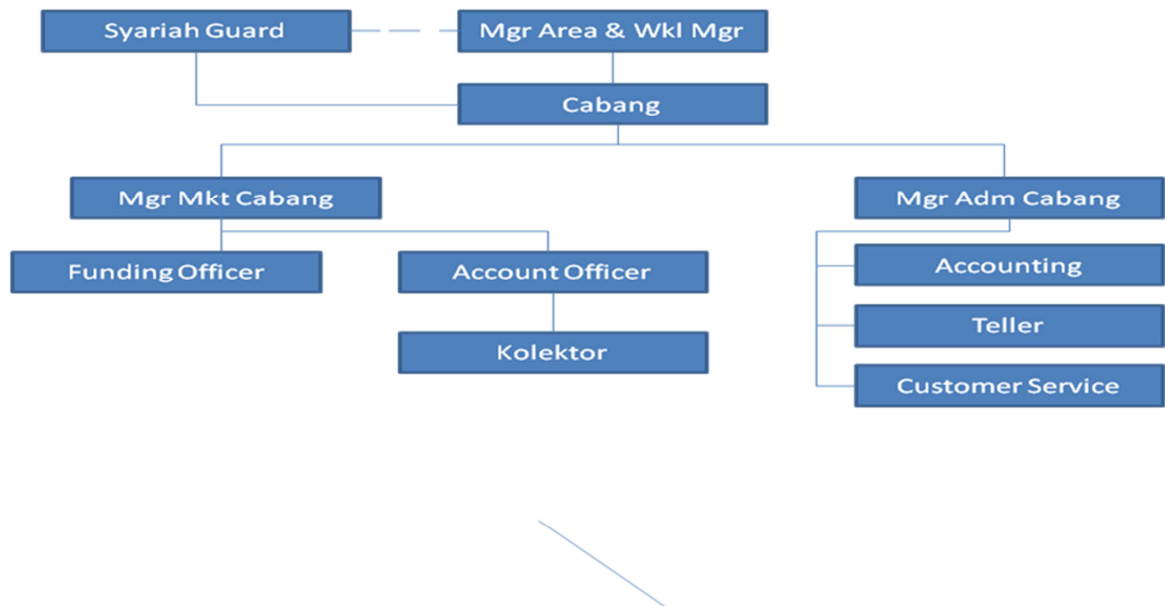 Syariah Guard
Mgr Area & Wkl Mgr
Cabang
Mgr Mkt Cabang
Mgr Adm Cabang
Funding Officer
Account Officer
Accounting
Teller
Kolektor
Customer Service